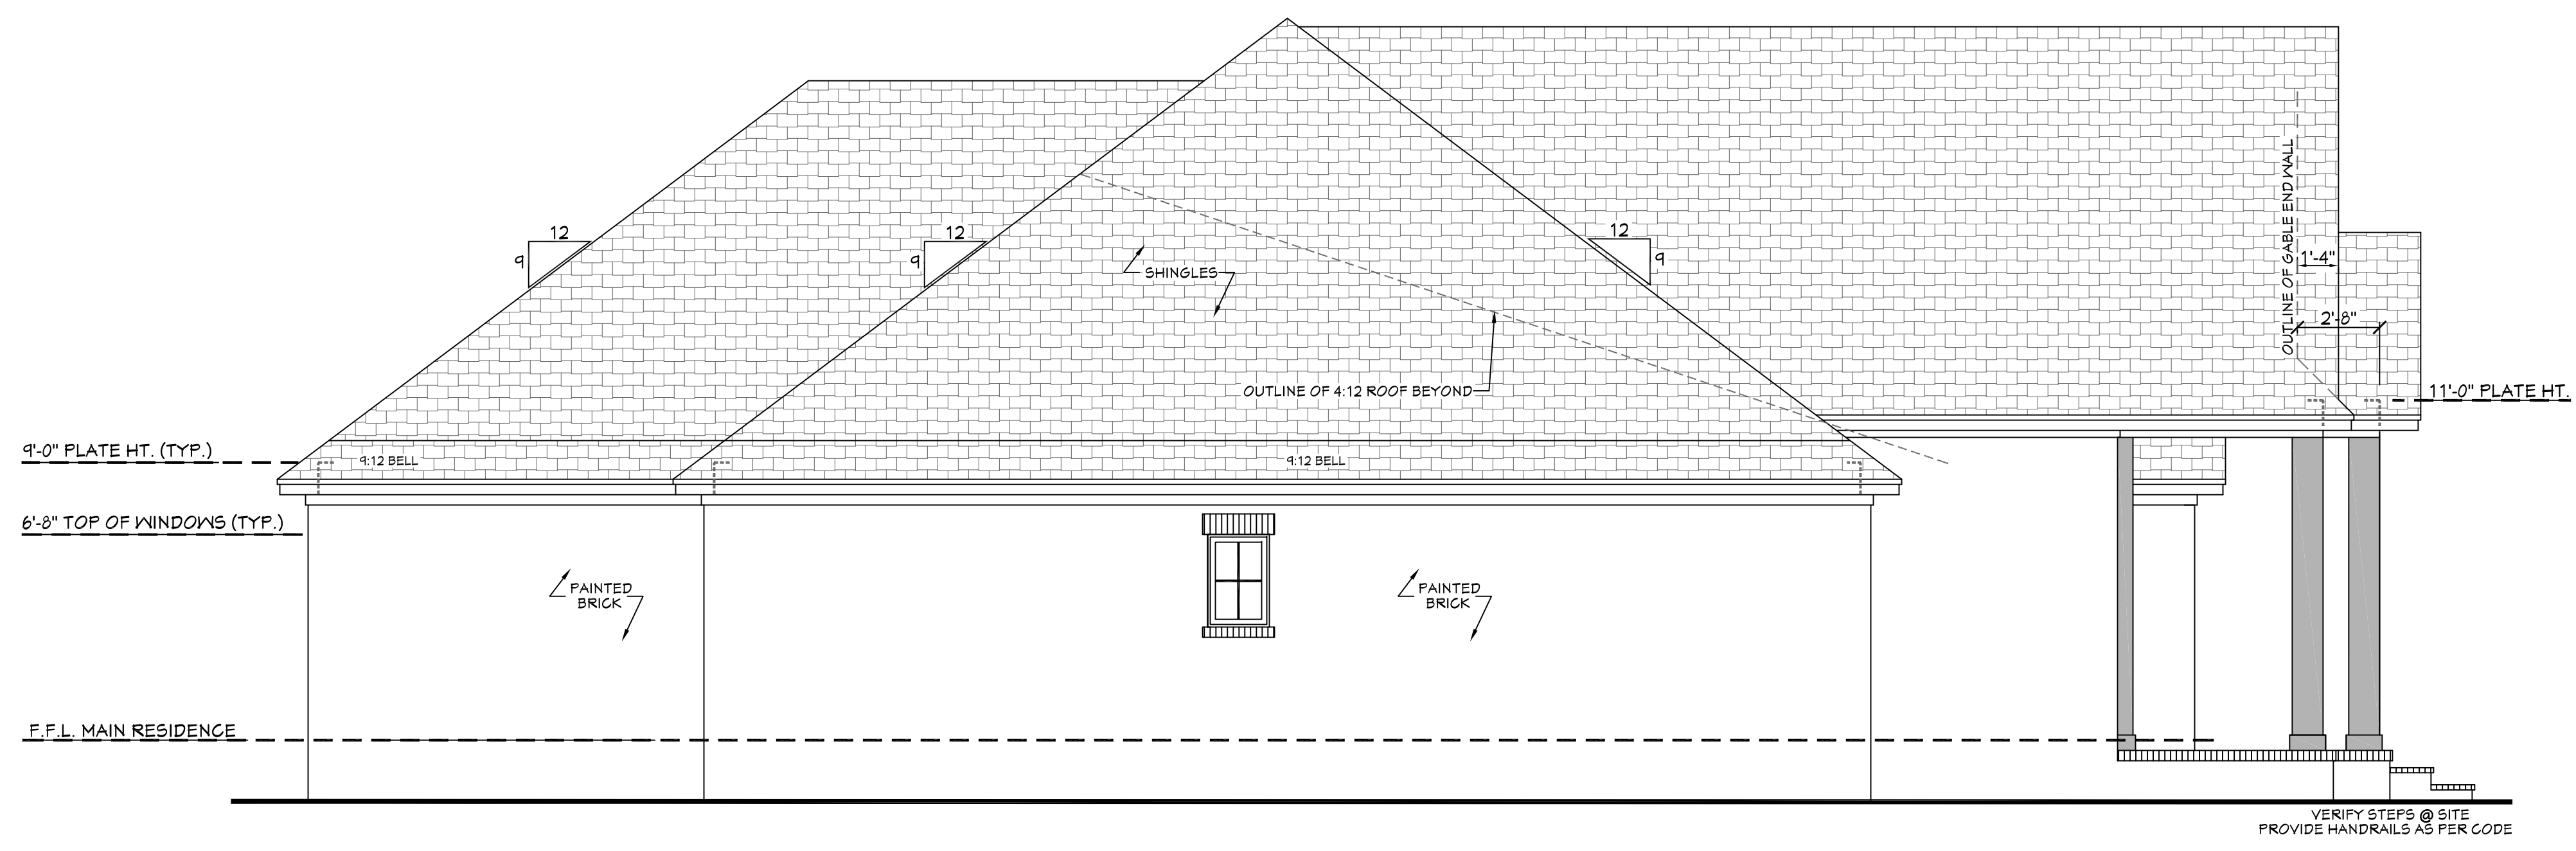 12
9
12
9
12
9
SHINGLES
OUTLINE OF GABLE END WALL
1'-4"
2'-8"
OUTLINE OF 4:12 ROOF BEYOND
11'-0" PLATE HT.
9'-0" PLATE HT. (TYP.)
9:12 BELL
9:12 BELL
6'-8" TOP OF WINDOWS (TYP.)
PAINTED
BRICK
PAINTED
BRICK
F.F.L. MAIN RESIDENCE
VERIFY STEPS @ SITE
PROVIDE HANDRAILS AS PER CODE